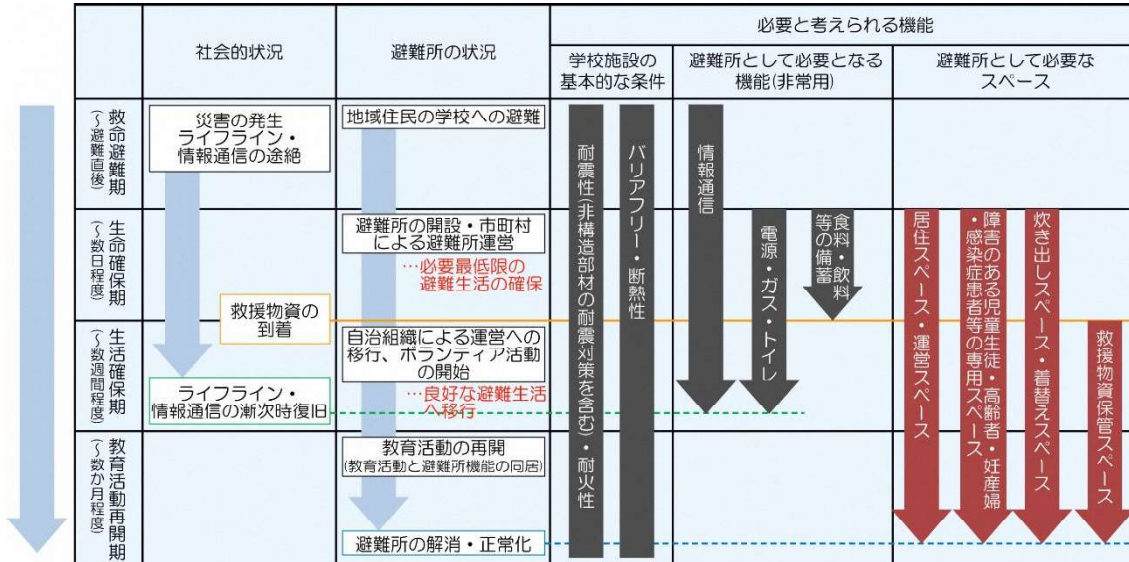 社会的状況
避難所の状況
必要と考えられる機能
学校施設の
基本的な条件
避難所として必要となる
機能(非常用)
避難所として必要な
スペース
救命避難期
(~避難直後)
災害の発生
ライフライン・
情報通信の途絶
地域住民の学校への避難
生命確保期
(~数日程度)
避難所の開設・市町村
による避難所運営
…必要最低限の
避難生活の確保
救援物資の
到着
生活確保期
(~数週間程度)
自治組織による運営への
移行、ボランティア活動
の開始
…良好な避難生活
へ移行
ライフライン・
情報通信の漸次時復旧
教育活動再開期
(~数か月程度)
教育活動の再開
(教育活動と避難所機能の同居)
避難所の解消・正常化
耐震性(非構造部材の耐震対策を含む)・耐火性
バリアフリー・断熱性
情報通信
電源・ガス・トイレ
食料・飲料
等の備蓄
居住スペース・運営スペース
障害のある児童生徒・高齢者・妊産婦
・感染症患者等の専用スペース
炊き出しスペース・着替えスペース
救援物資保管スペース